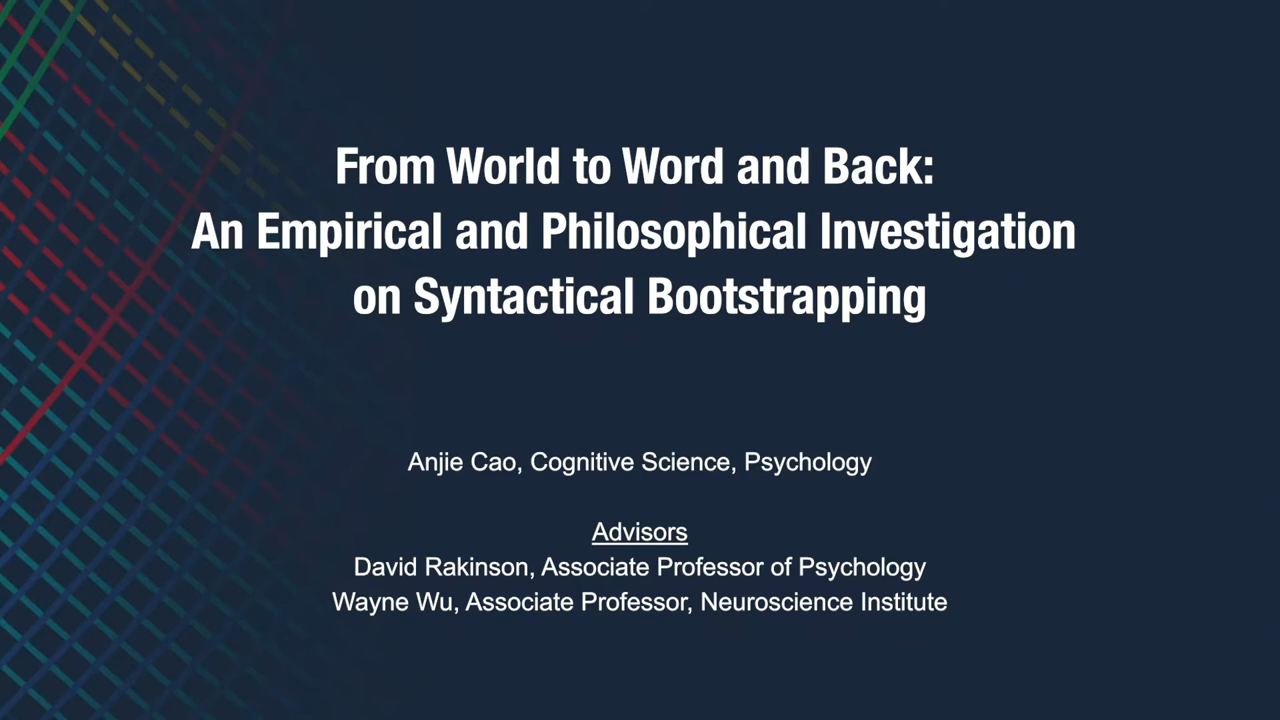 From World to Word and Back:
An Empirical and Philosophical Investigation
on Syntactical Bootstrapping
Anjie Cao, Cognitive Science, Psychology
Advisors
David Rakinson, Associate Professor of Psychology
Wayne Wu, Associate Professor, Neuroscience Institute